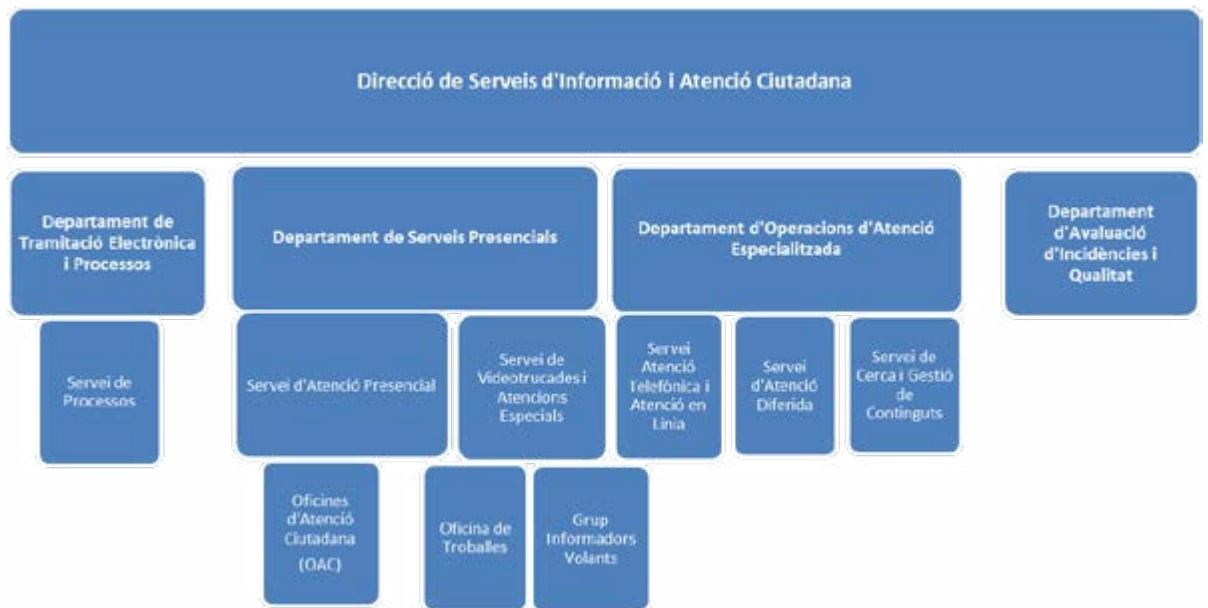 Direcció de Serveis d'Informació i Atenció Ciutadana
Departament de
Tramitació Electrònica
i Processos
Departament de Serveis Presencials
Departament d'Operacions d'Atenció
Especialitzada
Departament
d'Avaluació
d'Incidències i
Qualitat
Servei de
Processos
Servei d'Atenció Presencial
Servei de
Videotrucades i
Atencions
Especials
Servei
Atenció
Telefònica i
Atenció en
Línia
Servei
d'Atenció
Diferida
Servei de
Cerca i Gestió
de
Continguts
Oficines
d'Atenció
Ciutadana
(OAC)
Oficina de
Troballes
Grup
Informadors
Volants